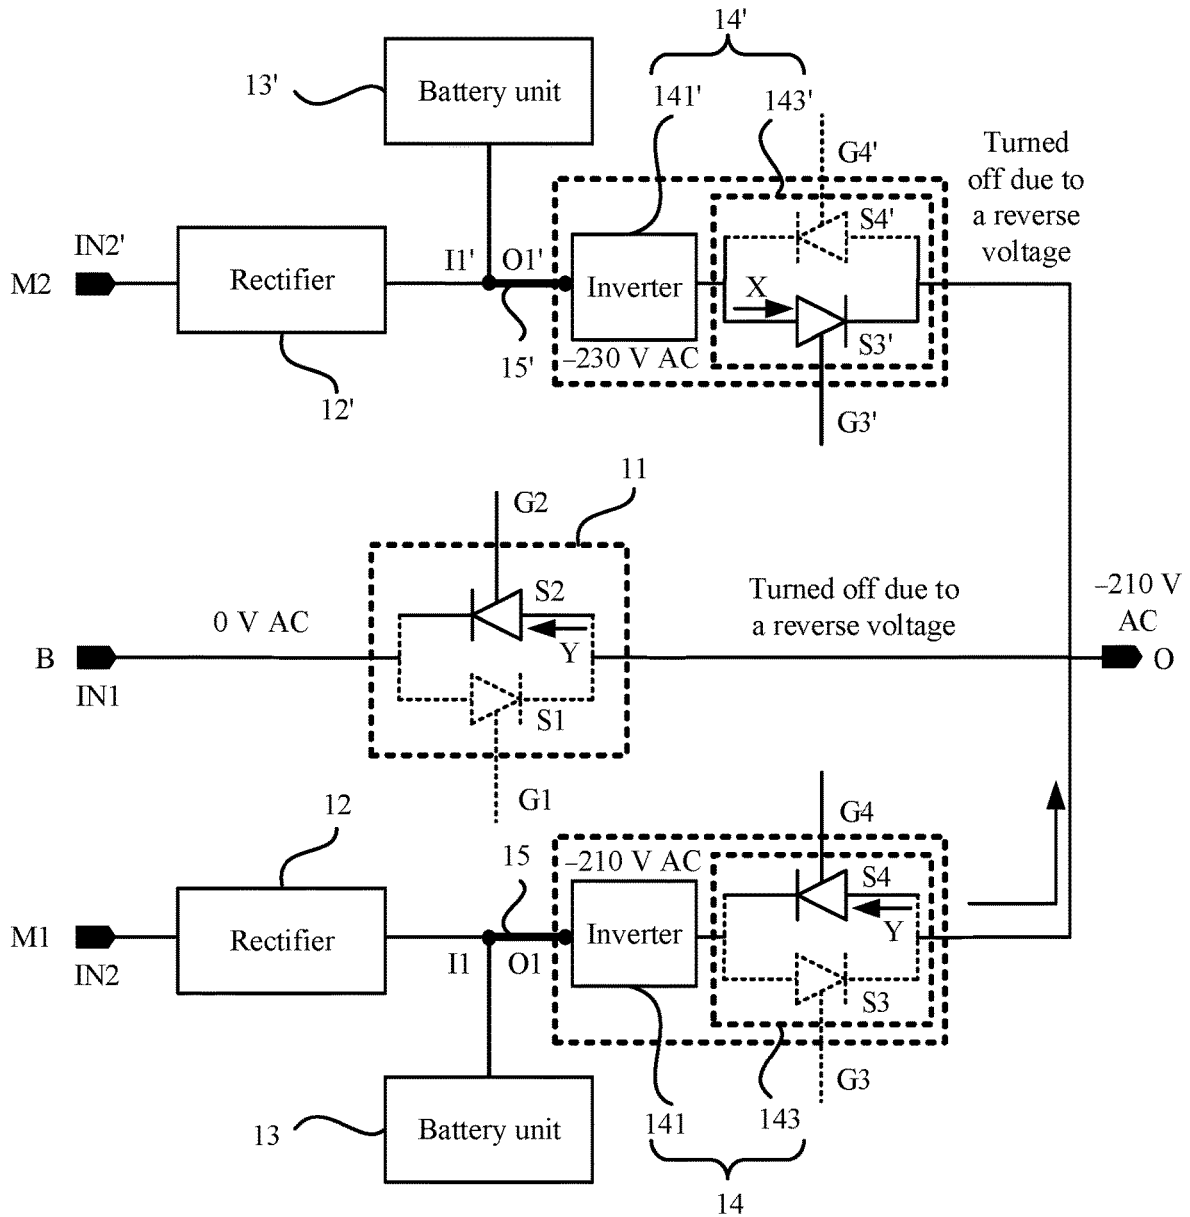 14'
13'
Battery unit
141'
143'
G4'
Turned
off due to
a reverse
voltage
S4'
IN2'
M2
Rectifier
I1'
O1'
Inverter
X
S3'
15'
–230 V AC
12'
G3'
11
G2
S2
Turned off due to
a reverse voltage
–210 V
AC
0 V AC
Y
B
O
IN1
S1
G1
12
G4
15
–210 V AC
S4
M1
Rectifier
Inverter
Y
IN2
I1
O1
S3
G3
13
Battery unit
141
143
14